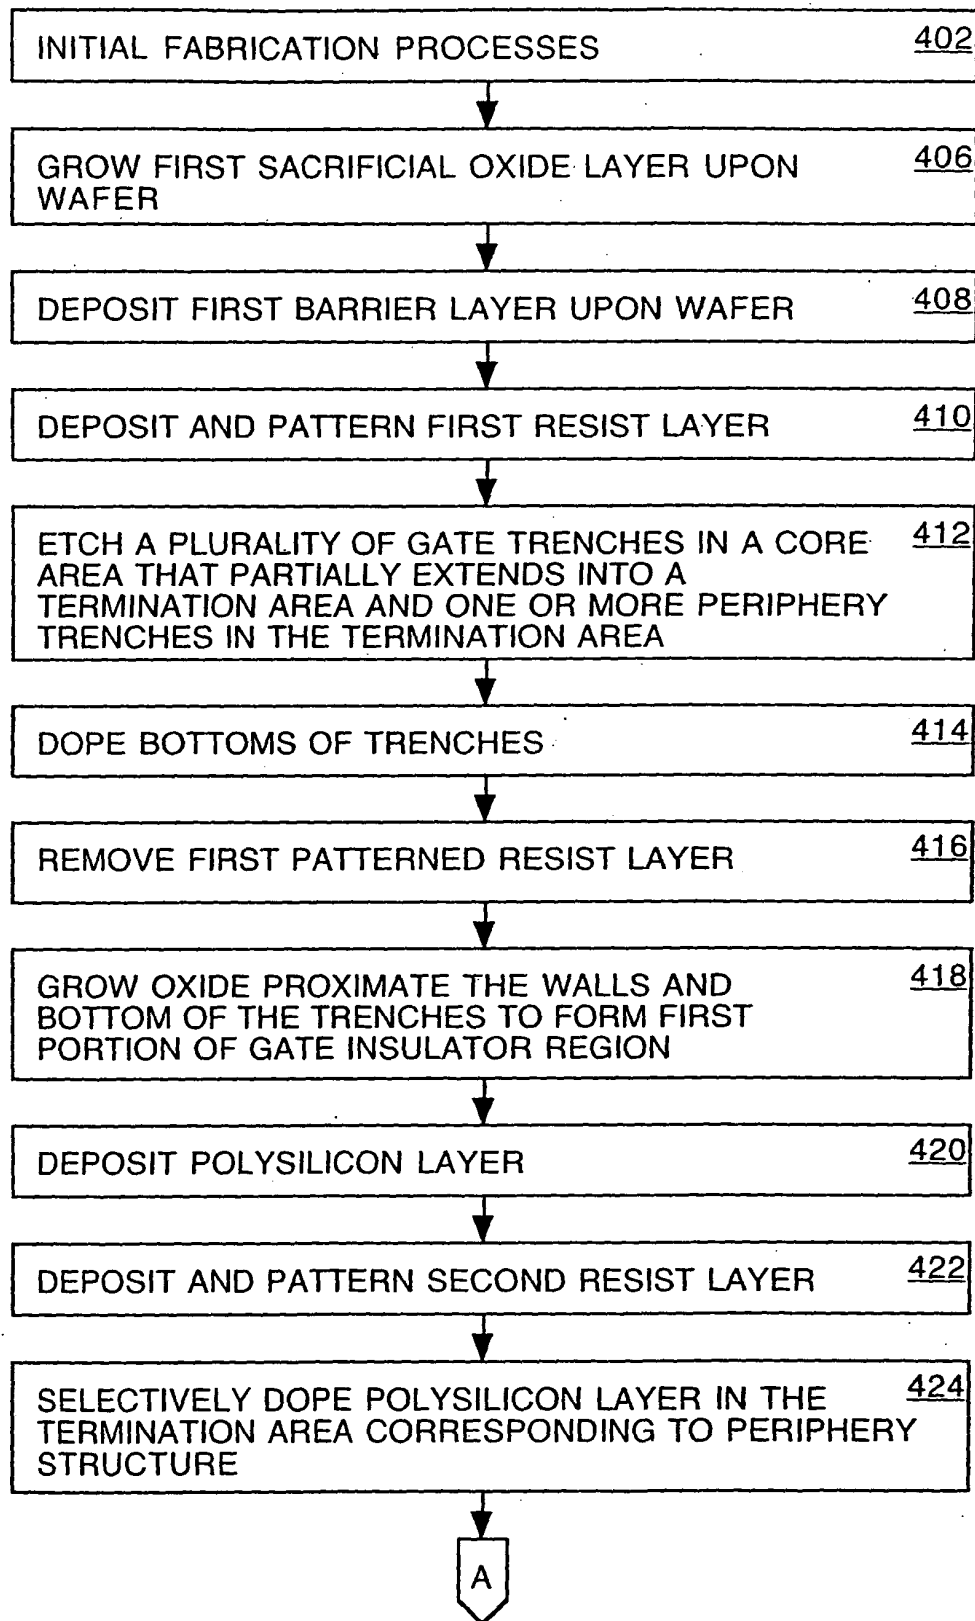 INITIAL FABRICATION PROCESSES 402
GROW FIRST SACRIFICIAL OXIDE LAYER UPON 406
WAFER
DEPOSIT FIRST BARRIER LAYER UPON WAFER 408
DEPOSIT AND PATTERN FIRST RESIST LAYER 410
ETCH A PLURALITY OF GATE TRENCHES IN A CORE 412
AREA THAT PARTIALLY EXTENDS INTO A
TERMINATION AREA AND ONE OR MORE PERIPHERY
TRENCHES IN THE TERMINATION AREA
DOPE BOTTOMS OF TRENCHES 414
REMOVE FIRST PATTERNED RESIST LAYER 416
GROW OXIDE PROXIMATE THE WALLS AND 418
BOTTOM OF THE TRENCHES TO FORM FIRST
PORTION OF GATE INSULATOR REGION
DEPOSIT POLYSILICON LAYER 420
DEPOSIT AND PATTERN SECOND RESIST LAYER 422
SELECTIVELY DOPE POLYSILICON LAYER IN THE 424
TERMINATION AREA CORRESPONDING TO PERIPHERY
STRUCTURE
A